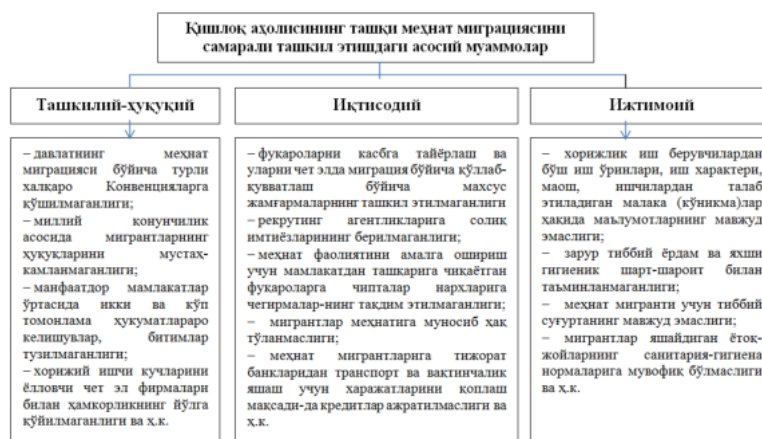 Қишлоқ аҳолисининг ташқи меҳнат миграциясини
самарали ташкил этишдаги асосий муаммолар
Ташкилий-ҳуқуқий
– давлатнинг меҳнат
миграцияси бўйича турли
халқаро Конвенцияларга
қўшилмаганлиги;
– миллий қонунчилик
асосида мигрантларнинг
ҳуқуқларини мустаҳ-
камланмаганлиги;
– манфаатдор мамлакатлар
ўртасида икки ва кўп
томонлама ҳукуматлараро
келишувлар, битимлар
тузилмаганлиги;
– хорижий ишчи кучларини
ёлловчи чет эл фирмалари
билан ҳамкорликнинг йўлга
қўйилмаганлиги ва ҳ.к.
Иқтисодий
– фуқароларни касбга тайёрлаш ва
уларни чет элда миграция бўйича қўллаб-
қувватлаш бўйича махсус
жамғармаларнинг ташкил этилмаганлиги
– рекрутинг агентликларига солиқ
имтиёзларининг берилмаганлиги;
– меҳнат фаолиятини амалга ошириш
учун мамлакатдан ташқарига чикаётган
фуқароларга чипталар нархларига
чегирмалар-нинг тақдим этилмаганлиги;
– мигрантлар меҳнатига муносиб ҳақ
тўланмаслиги;
– меҳнат мигрантларига тижорат
банкларидан транспорт ва вақтинчалик
яшаш учун харажатларини қоплаш
мақсади-да кредитлар ажратилмаслиги ва
ҳ.к.
Ижтимоий
– хорижлик иш берувчилардан
бўш иш ўринлари, иш характери,
маош, ишчилардан талаб
этиладиган малака (кўникма)лар
ҳақида маълумотларнинг мавжуд
эмаслиги;
– зарур тиббий ёрдам ва яхши
гигиеник шарт-шароит билан
таъминланмаганлиги;
– меҳнат мигранти учун тиббий
суғуртанинг мавжуд эмаслиги;
– мигрантлар яшайдиган ётоқ-
жойларнинг санитария-гигиена
нормаларига мувофиқ бўлмаслиги
ва ҳ.к.